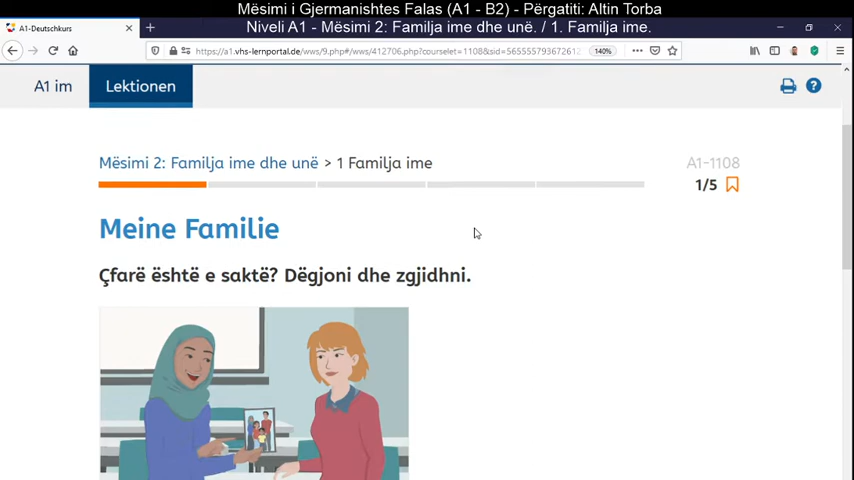 Mësimi i Gjermanishtes Falas (A1 - B2) - Përgatiti: Altin Torba
Niveli A1 - Mësimi 2: Familja ime dhe unë. / 1. Familja ime.
A1-Deutschkurs
https://a1.vhs-lernportal.de/wws/9.php#/wws/412706.php?courselet=1108&sid=5655557936726312
140%
A1 im
Lektionen
Mësimi 2: Familja ime dhe unë > 1 Familja ime
A1-1108
1/5
Meine Familie
Çfarë është e saktë? Dëgjoni dhe zgjidhni.